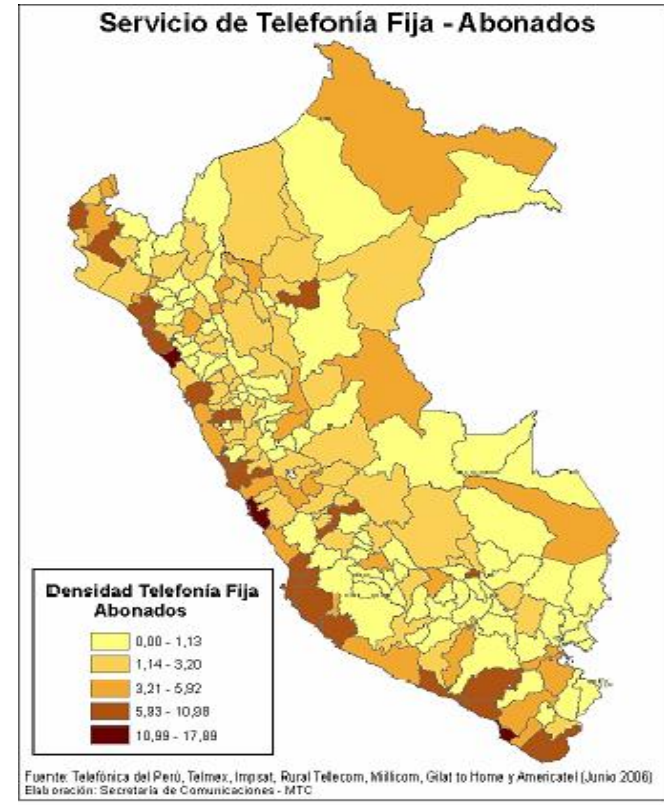 Servicio de Telefonía Fija - Abonados
Densidad Telefonía Fija
Abonados
0,00 - 1,13
1,14 - 3,20
3,21 - 5,92
5,93 - 10,98
10,99 - 17,89
Fuente: Telefónica del Perú, Telmex, Impsat, Rural Telecom, Millicom, Gilat to Home y Americatel (Junio 2006)
Elaboración: Secretaría de Comunicaciones - MTC